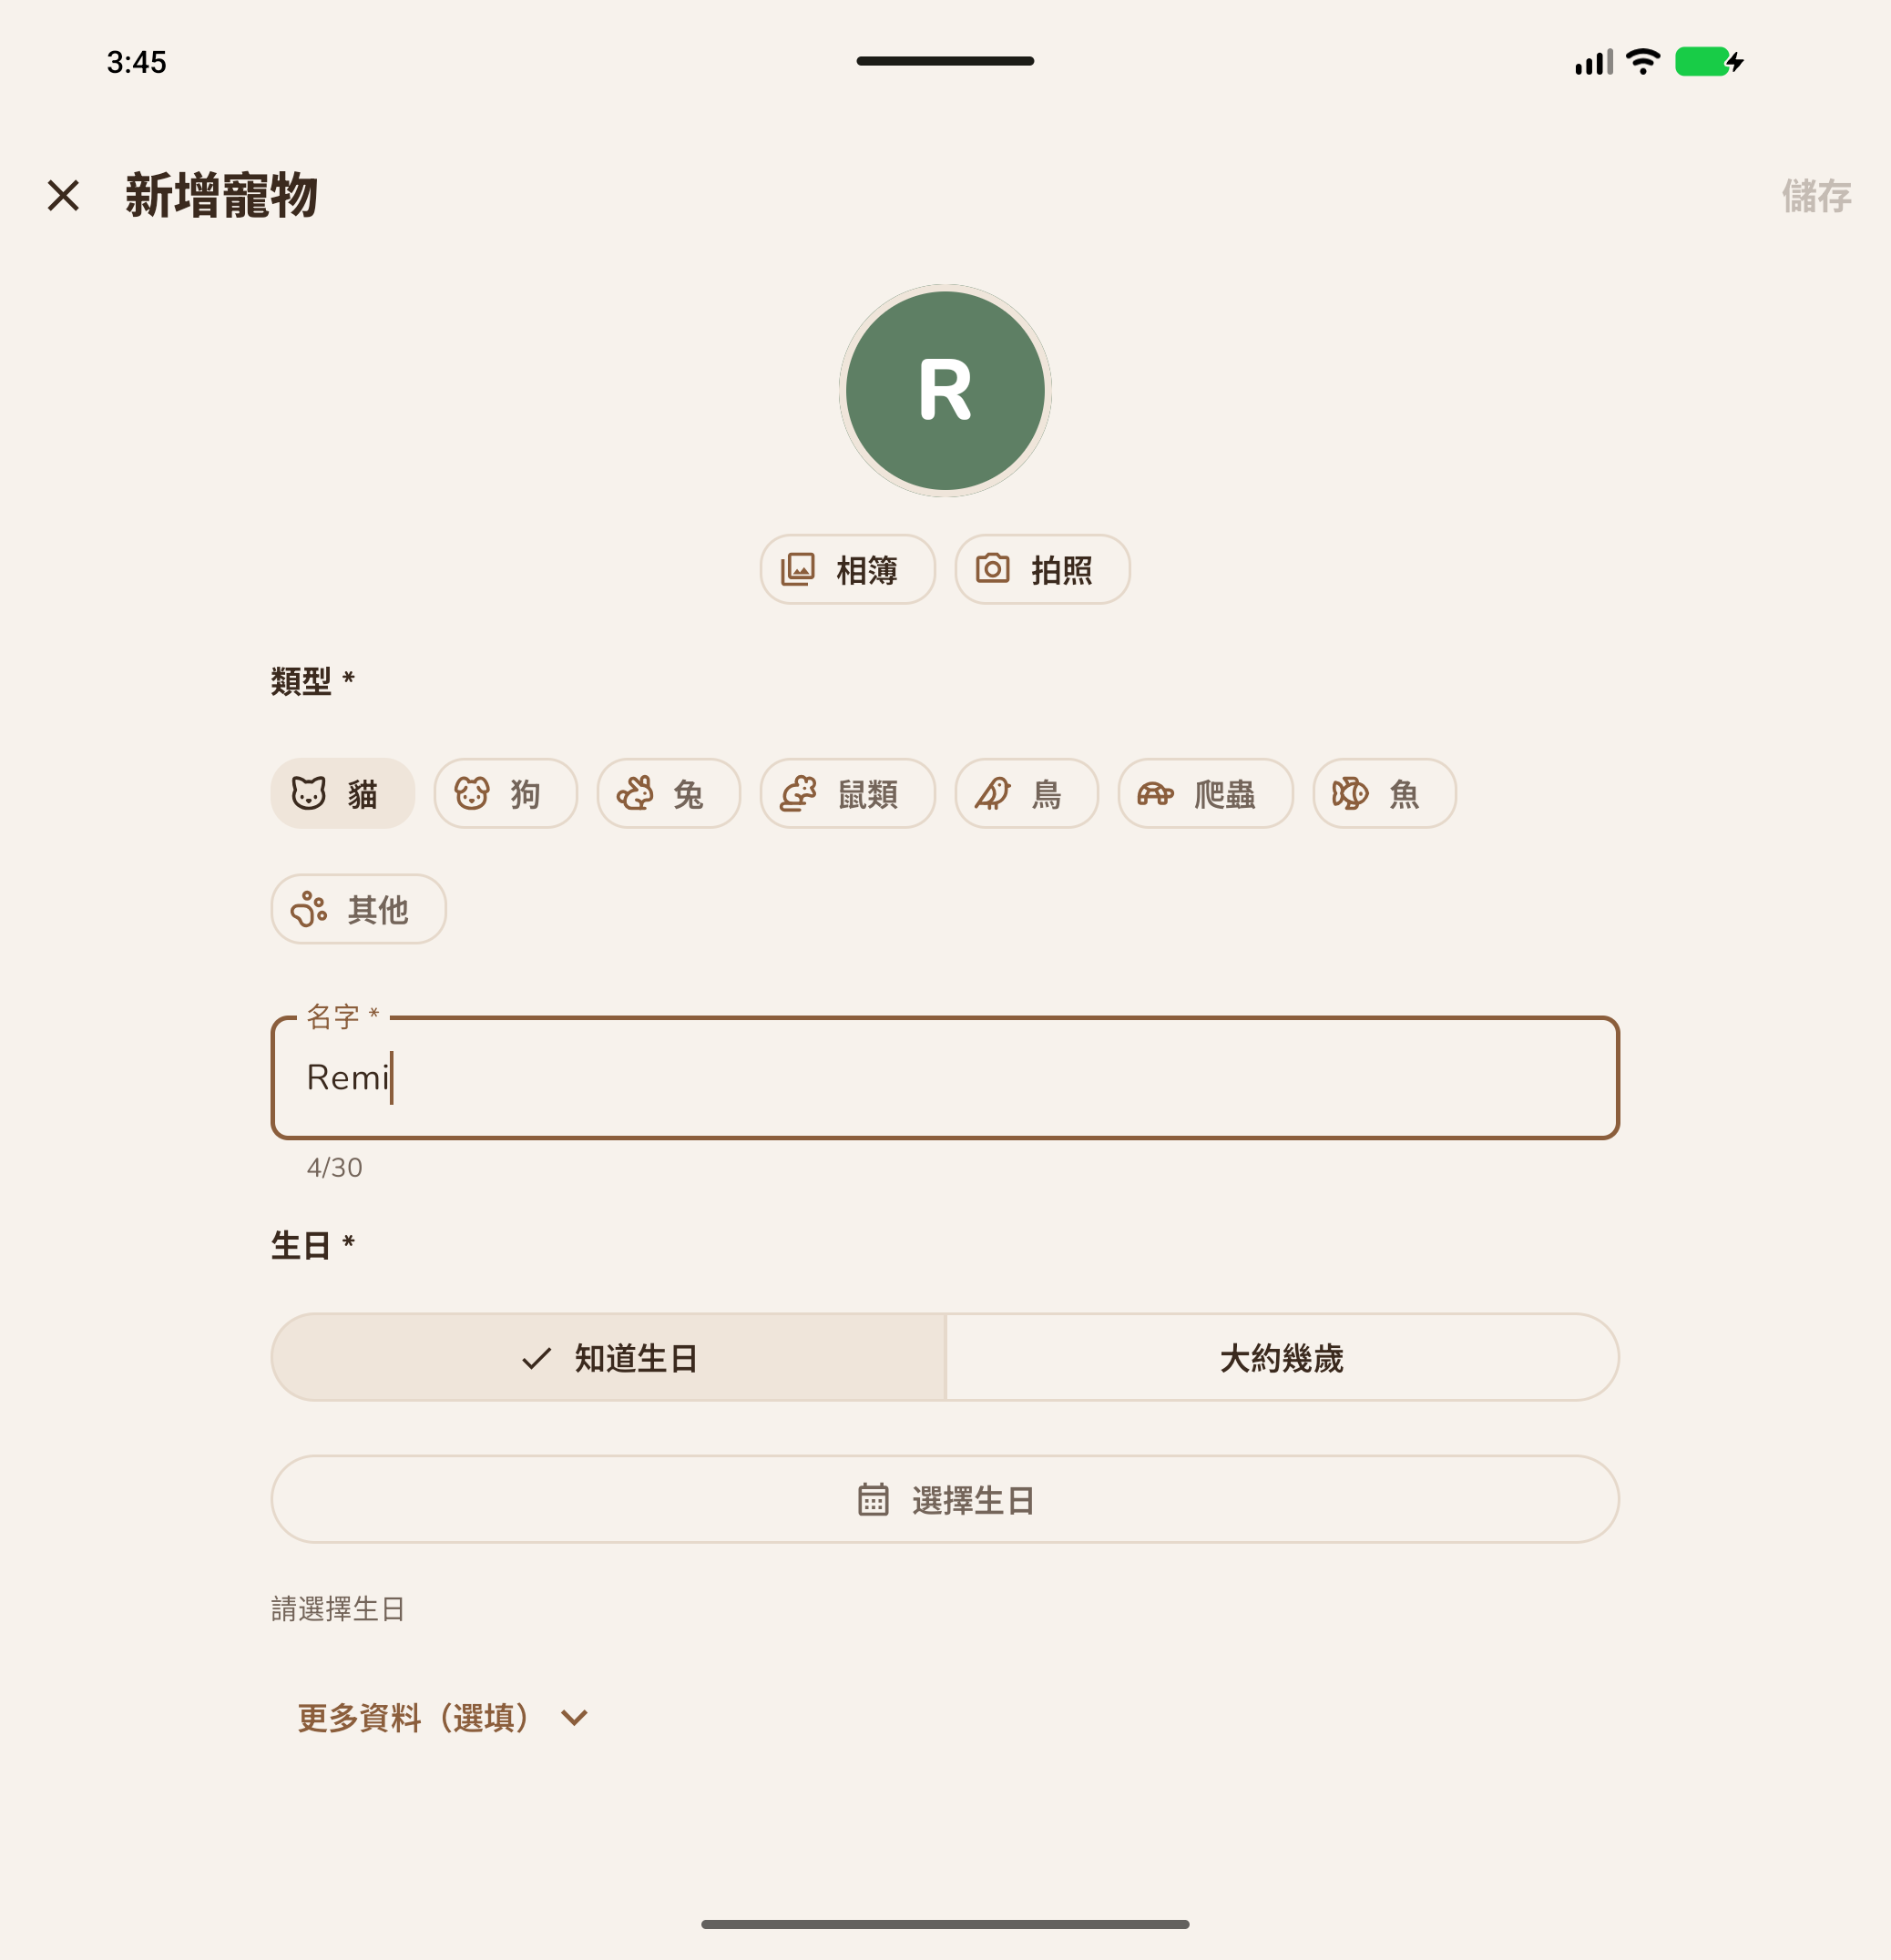 3:45
新增寵物
儲存
R
相簿 拍照
類型 *
貓 狗 兔 鼠類 鳥 爬蟲 魚
其他
名字 *
Remi
4/30
生日 *
知道生日 大約幾歲
選擇生日
請選擇生日
更多資料（選填）